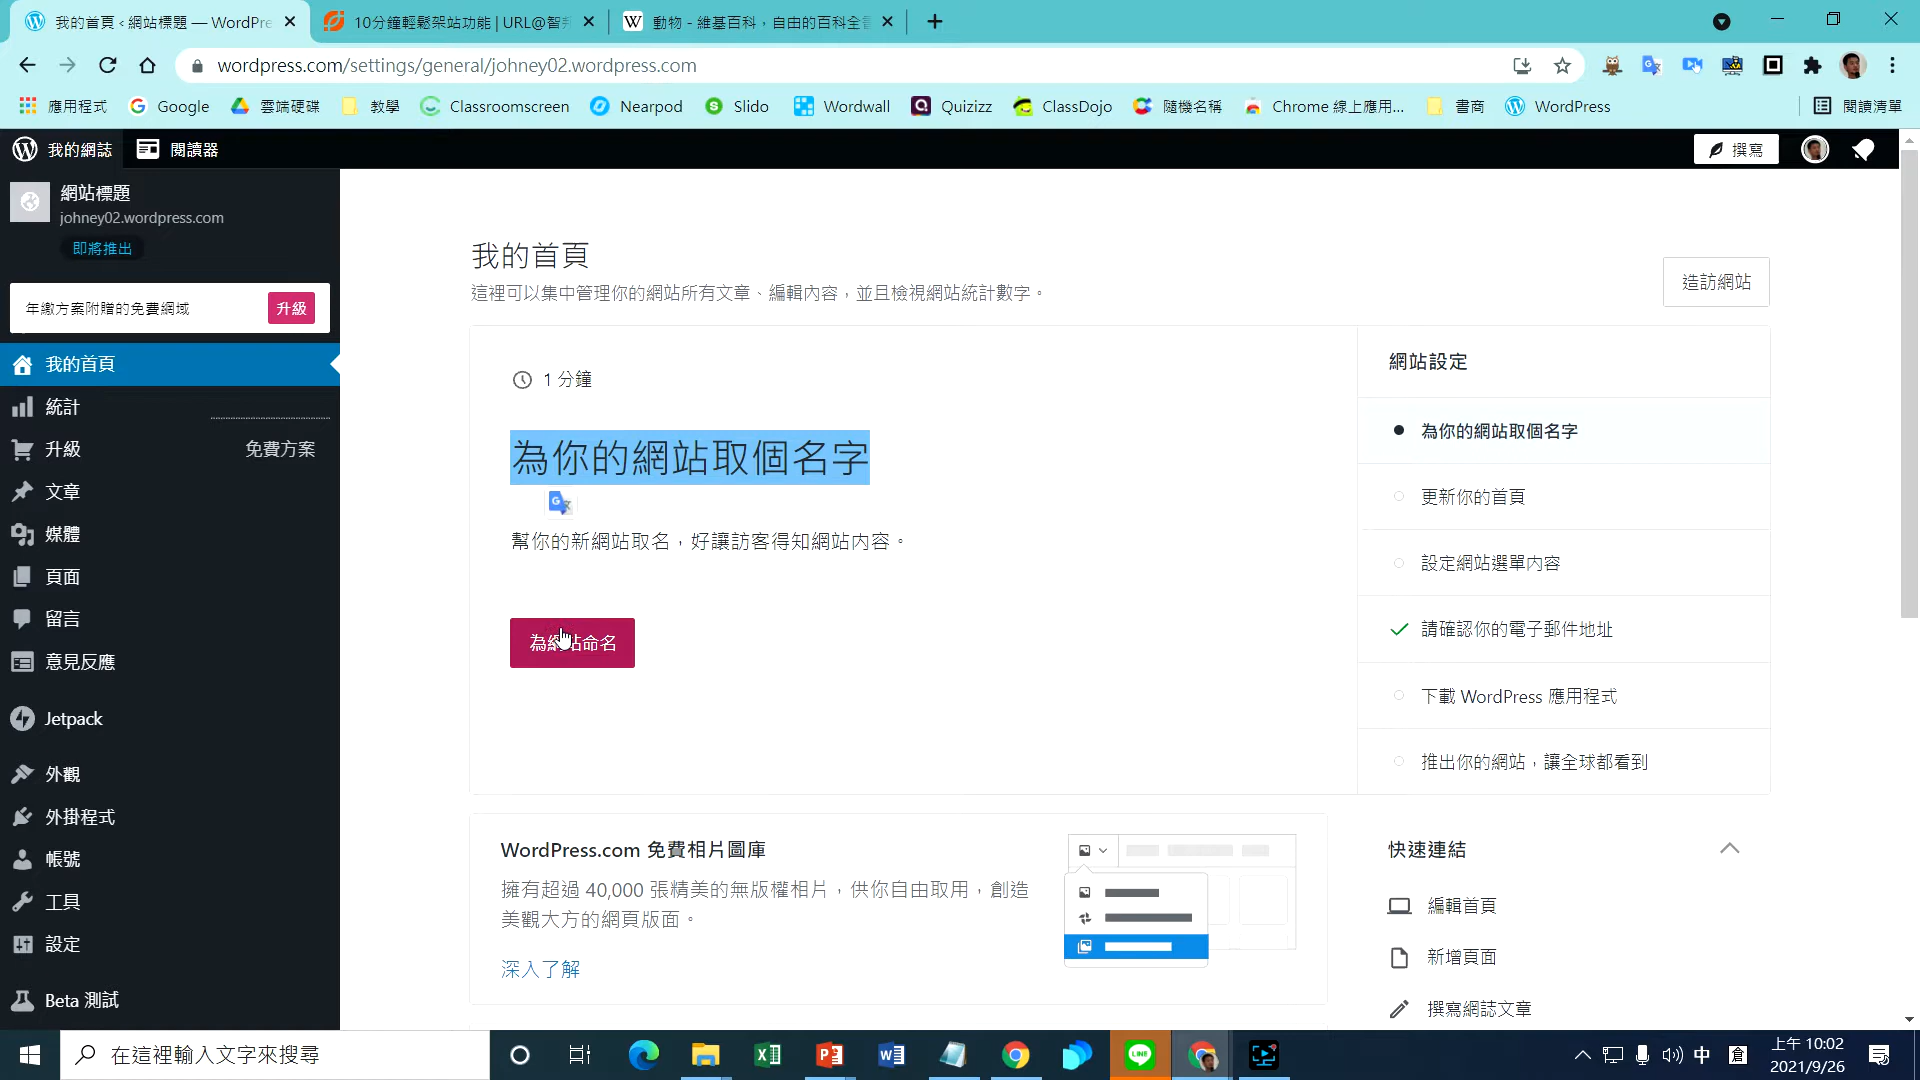 我的首頁 ‹ 網站標題 — WordPre
10分鐘輕鬆架站功能 | URL@智邦
動物 - 維基百科，自由的百科全書
wordpress.com/settings/general/johney02.wordpress.com
應用程式
Google
雲端硬碟
教學
Classroomscreen
Nearpod
Slido
Wordwall
Quizizz
ClassDojo
隨機名稱
Chrome 線上應用...
書商
WordPress
閱讀清單
我的網誌
閱讀器
撰寫
網站標題
johney02.wordpress.com
即將推出
年繳方案附贈的免費網域
升級
我的首頁
統計
升級
免費方案
文章
媒體
頁面
留言
意見反應
Jetpack
外觀
外掛程式
帳號
工具
設定
Beta 測試
我的首頁
這裡可以集中管理你的網站所有文章、編輯內容，並且檢視網站統計數字。
造訪網站
1 分鐘
為你的網站取個名字
幫你的新網站取名，好讓訪客得知網站內容。
為網站命名
網站設定
為你的網站取個名字
更新你的首頁
設定網站選單內容
請確認你的電子郵件地址
下載 WordPress 應用程式
推出你的網站，讓全球都看到
WordPress.com 免費相片圖庫
擁有超過 40,000 張精美的無版權相片，供你自由取用，創造
美觀大方的網頁版面。
深入了解
快速連結
編輯首頁
新增頁面
撰寫網誌文章
在這裡輸入文字來搜尋
中
倉
上午 10:02
2021/9/26